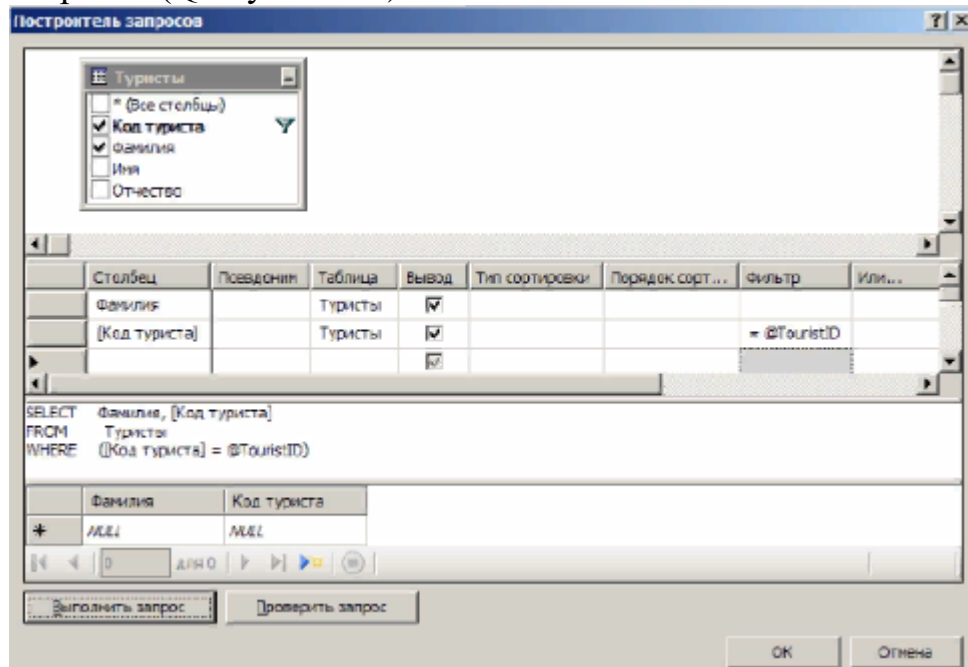 Построитель запросов
Туристы
* (Все столбцы)
Код туриста
Фамилия
Имя
Отчество
Столбец Псевдоним Таблица Вывод Тип сортировки Порядок сорт... Фильтр Или...
Фамилия Туристы
[Код туриста] Туристы = @TouristID
SELECT Фамилия, [Код туриста]
FROM Туристы
WHERE ([Код туриста] = @TouristID)
Фамилия Код туриста
NULL NULL
0 для 0
Выполнить запрос Проверить запрос
ОК Отмена